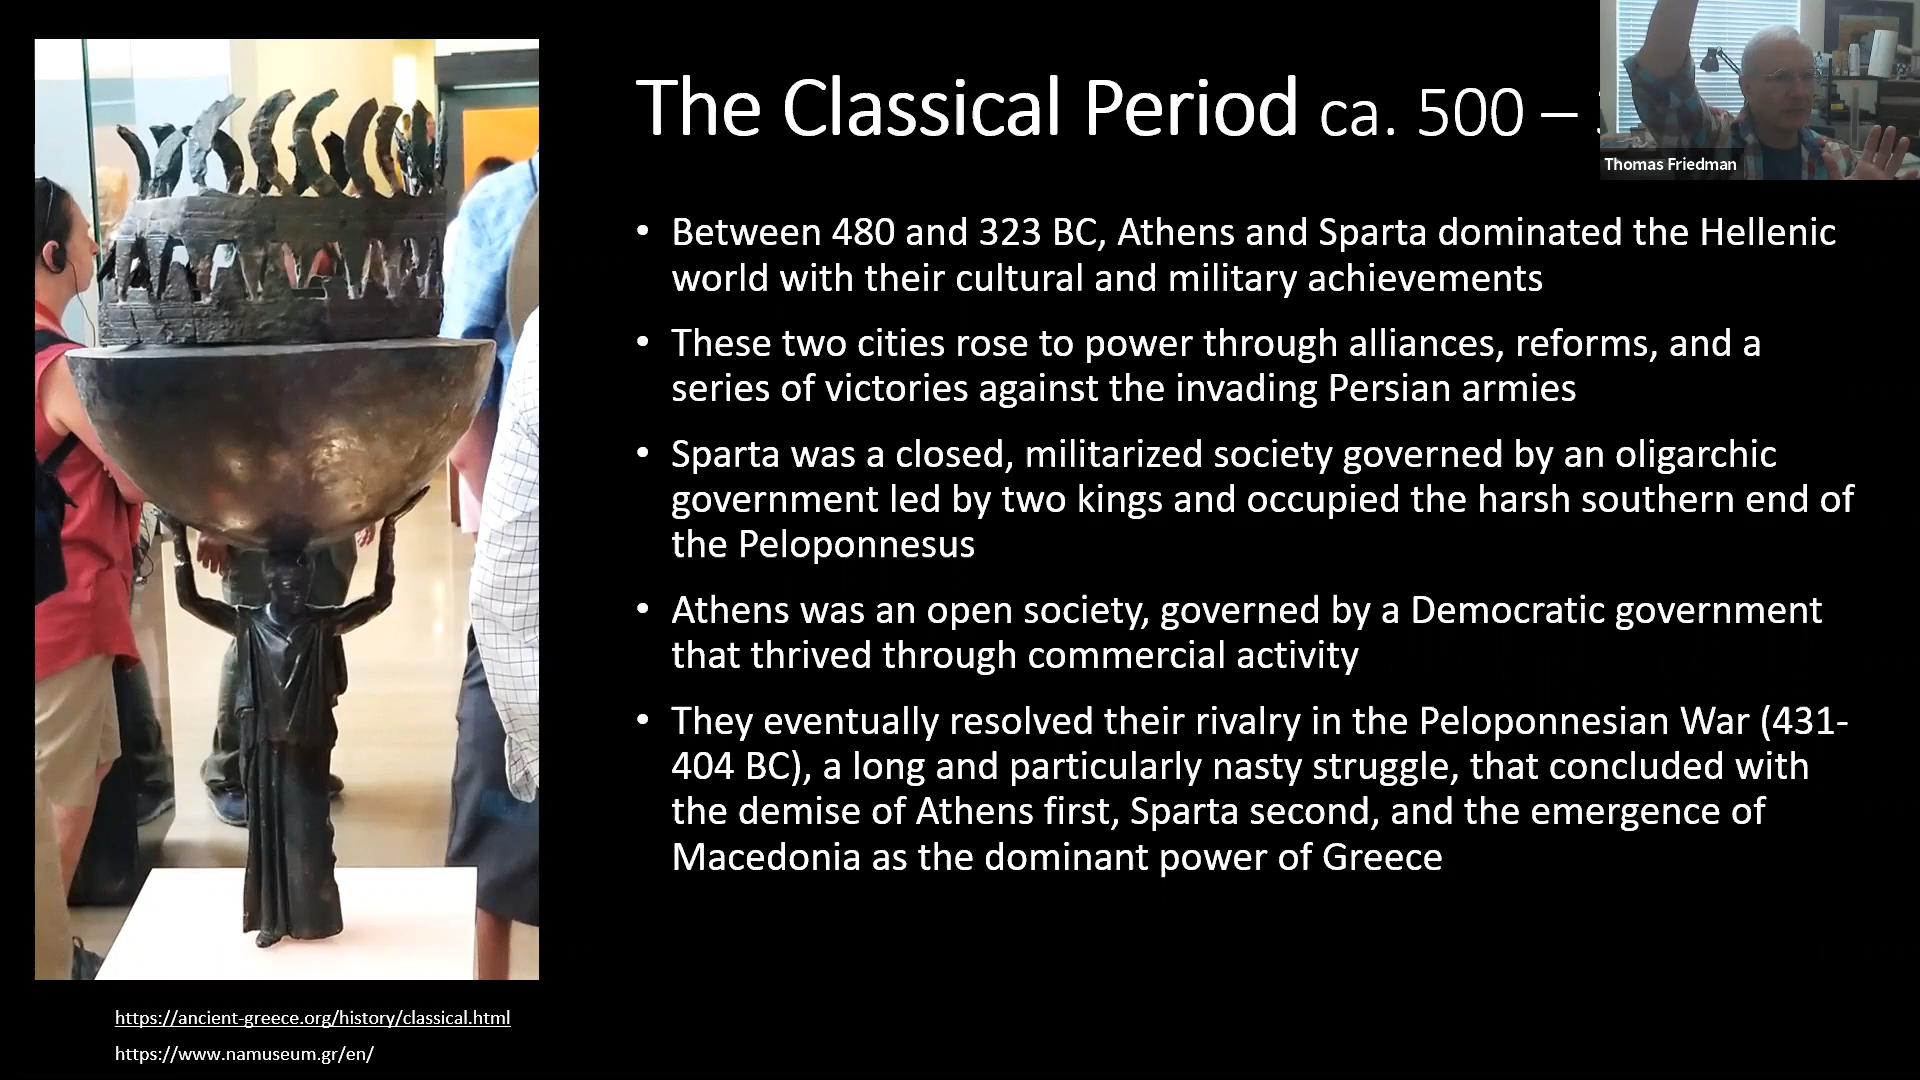 The Classical Period ca. 500 –
Thomas Friedman
• Between 480 and 323 BC, Athens and Sparta dominated the Hellenic
world with their cultural and military achievements
• These two cities rose to power through alliances, reforms, and a
series of victories against the invading Persian armies
• Sparta was a closed, militarized society governed by an oligarchic
government led by two kings and occupied the harsh southern end of
the Peloponnesus
• Athens was an open society, governed by a Democratic government
that thrived through commercial activity
• They eventually resolved their rivalry in the Peloponnesian War (431-
404 BC), a long and particularly nasty struggle, that concluded with
the demise of Athens first, Sparta second, and the emergence of
Macedonia as the dominant power of Greece
https://ancient-greece.org/history/classical.html
https://www.namuseum.gr/en/